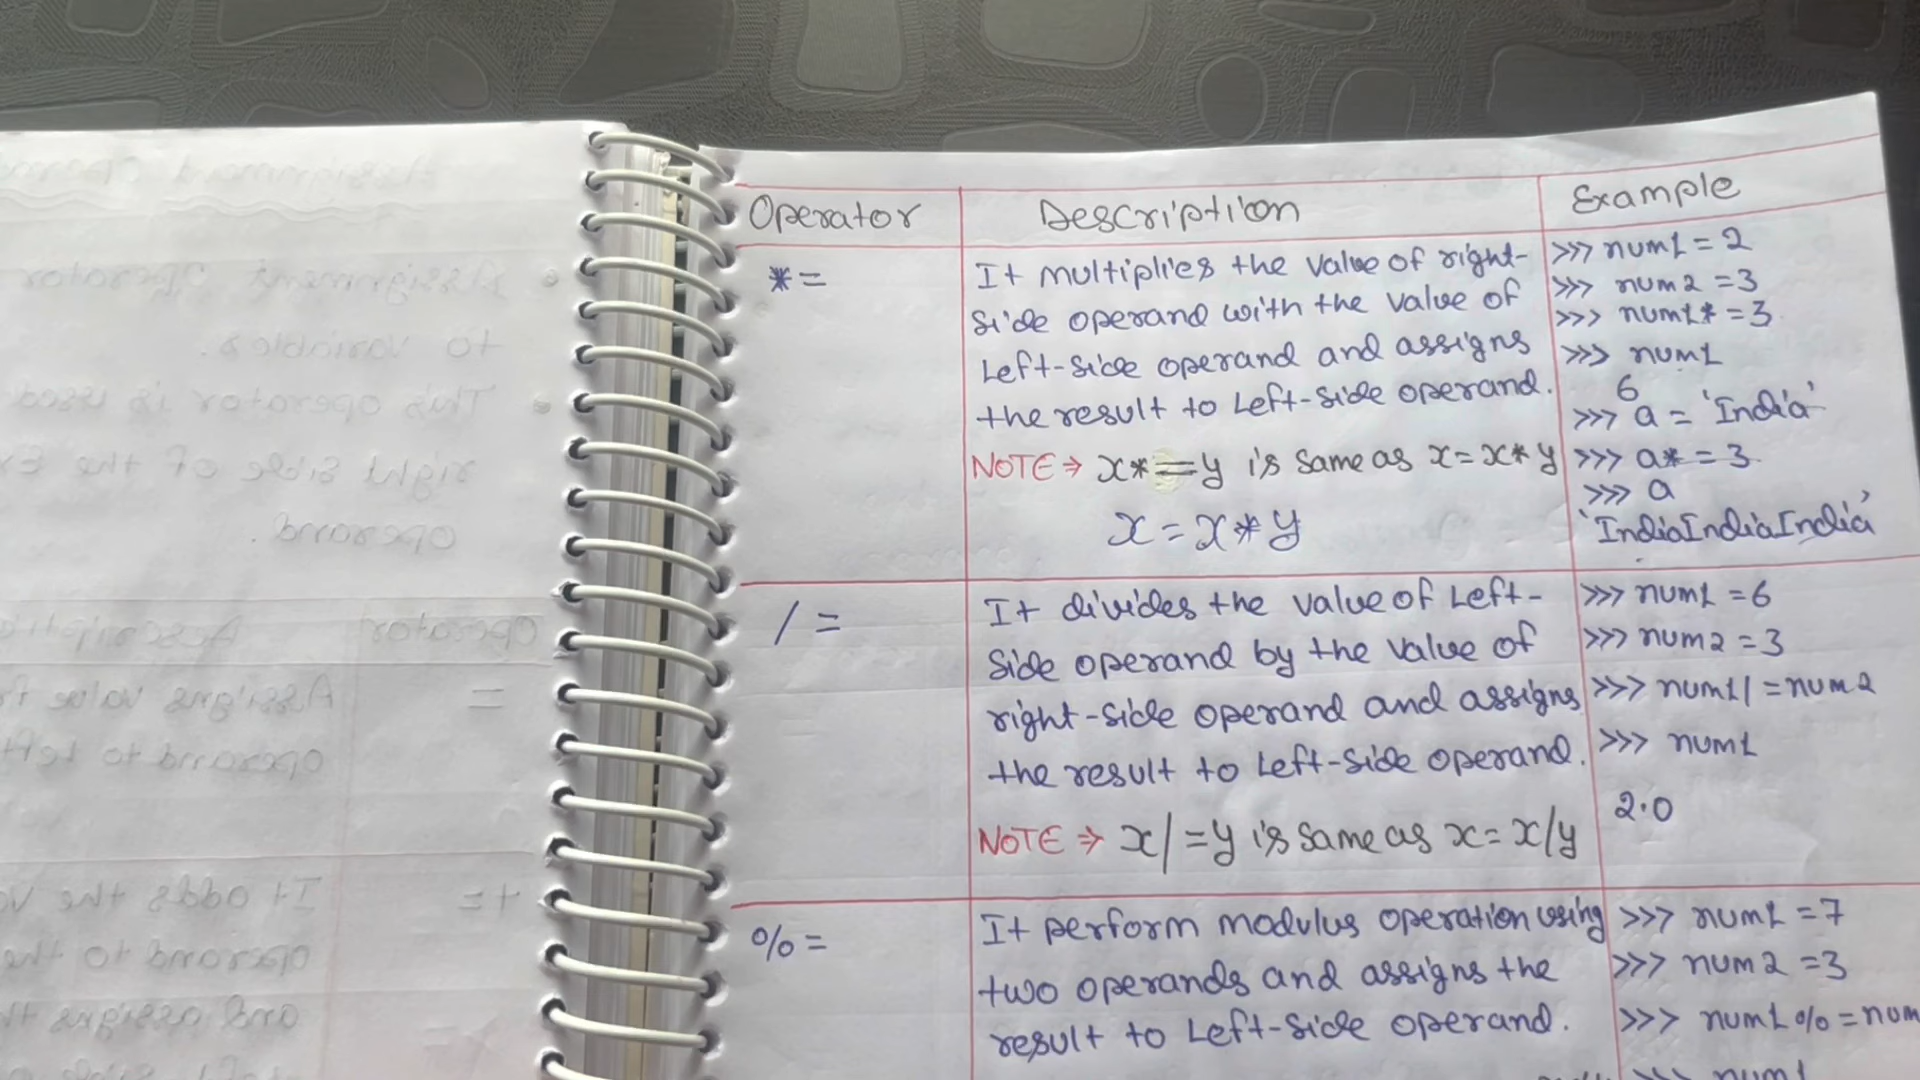 Operator
Description
Example
*=
It multiplies the value of right-
side operand with the value of
Left-side operand and assigns
the result to Left-side operand.
NOTE ⇒ x*=y is same as x=x*y
x=x*y
>>> num1=2
>>> num2=3
>>> num1*=3
>>> num1
6
>>> a='India'
>>> a*=3
>>> a
'IndiaIndiaIndia'
/=
It divides the value of Left-
side operand by the value of
right-side operand and assigns
the result to Left-side operand.
NOTE ⇒ x/=y is same as x=x/y
>>> num1=6
>>> num2=3
>>> num1/=num2
>>> num1
2.0
%=
It perform modulus operation using
two operands and assigns the
result to Left-side operand.
>>> num1=7
>>> num2=3
>>> num1%=num
>>> num1